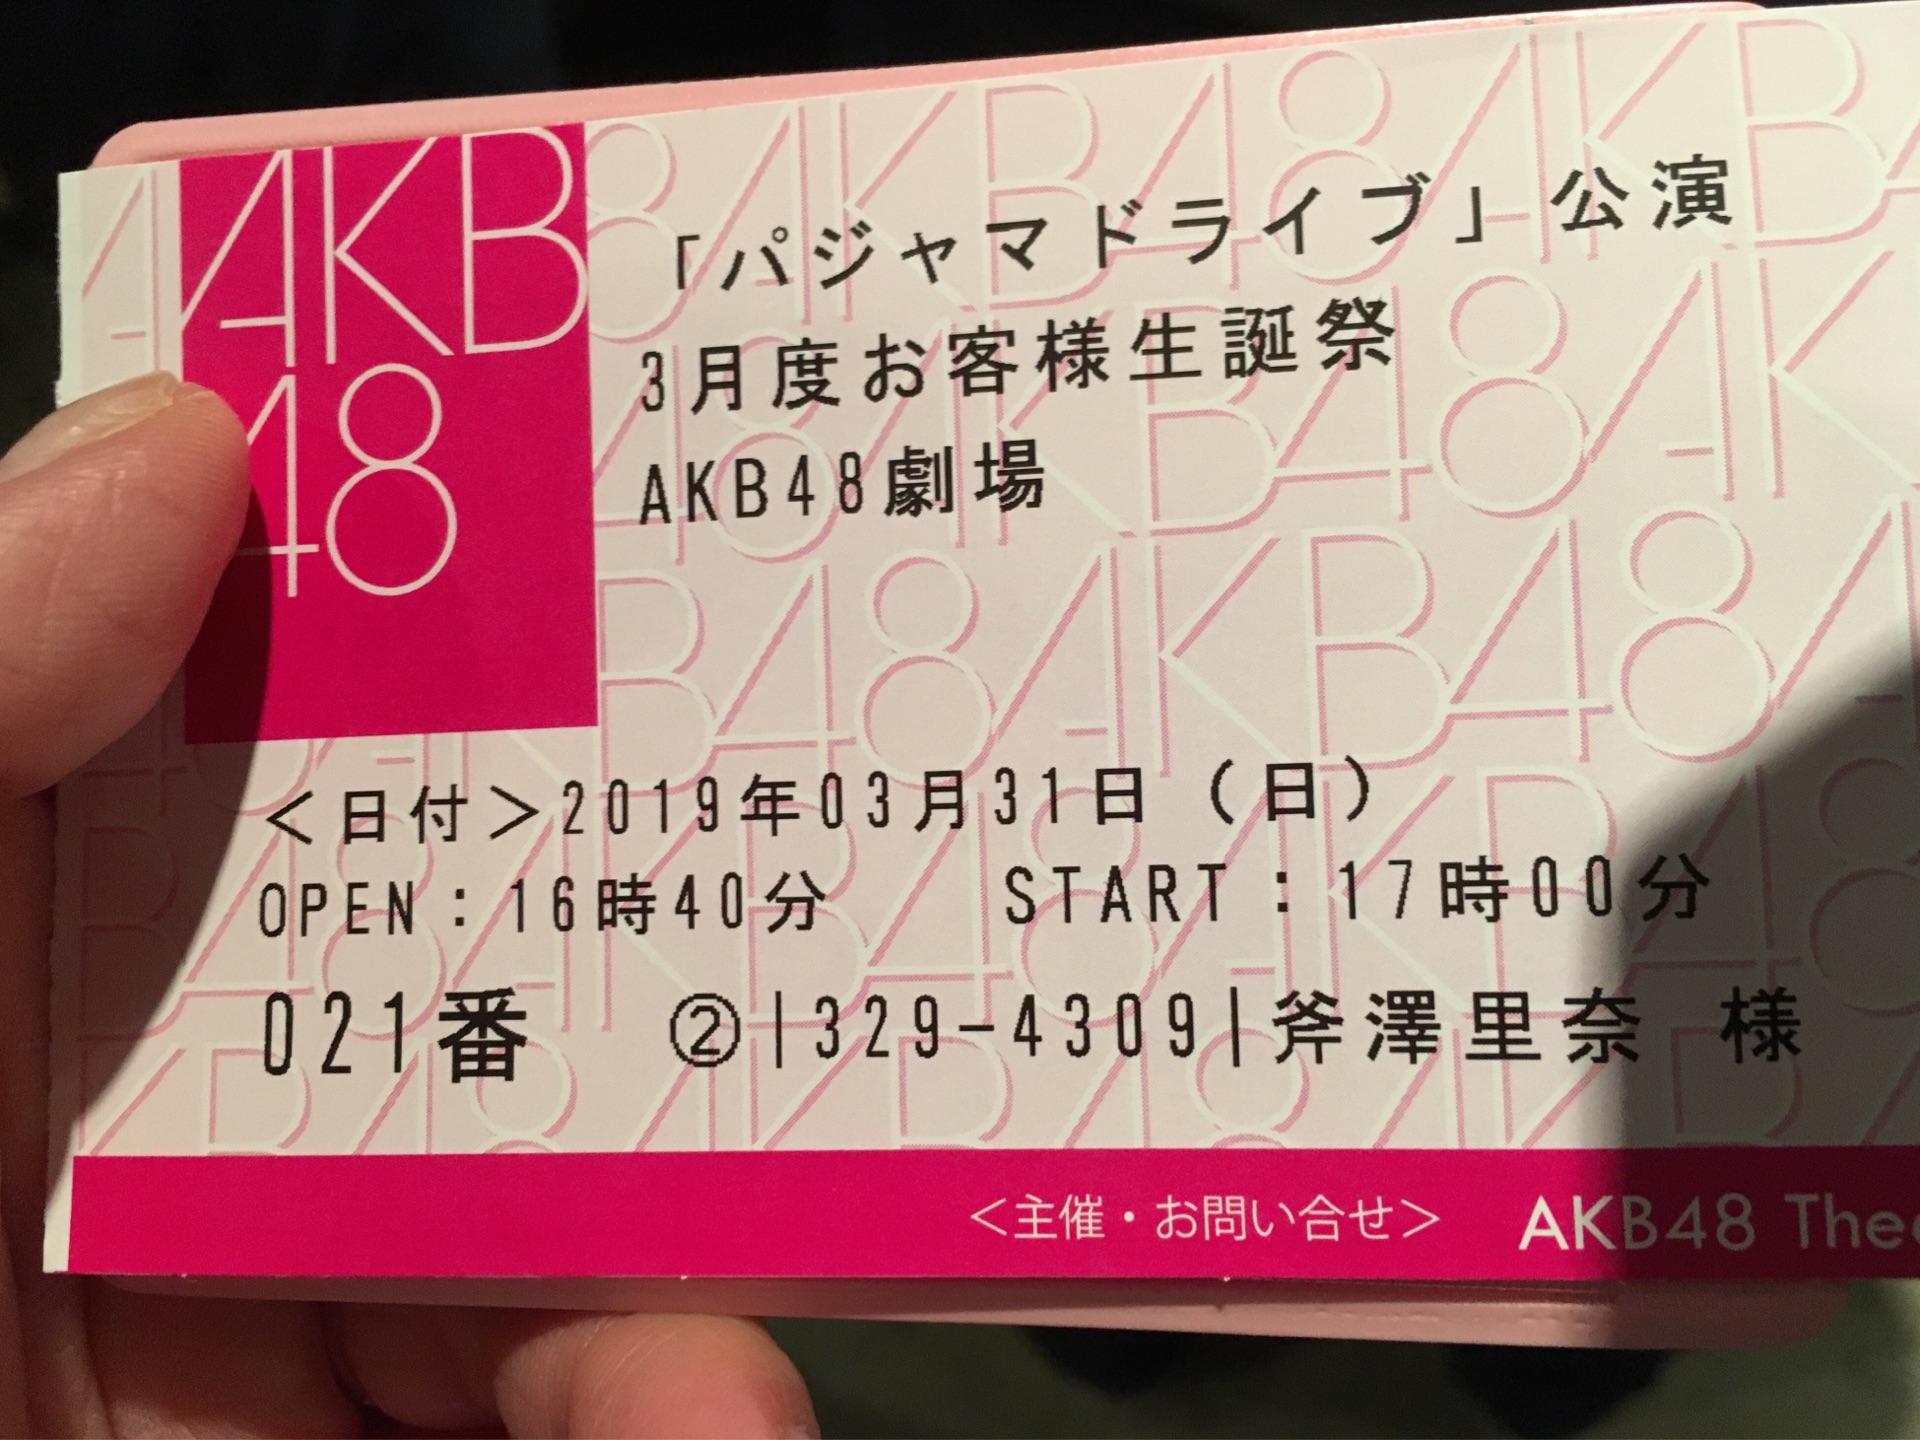 AKB
48
「パジャマドライブ」公演
3月度お客様生誕祭
AKB48劇場
<日付>2019年03月31日(日)
OPEN:16時40分 START:17時00分
021番 ②|329-4309|斧澤里奈 様
<主催・お問い合せ> AKB48